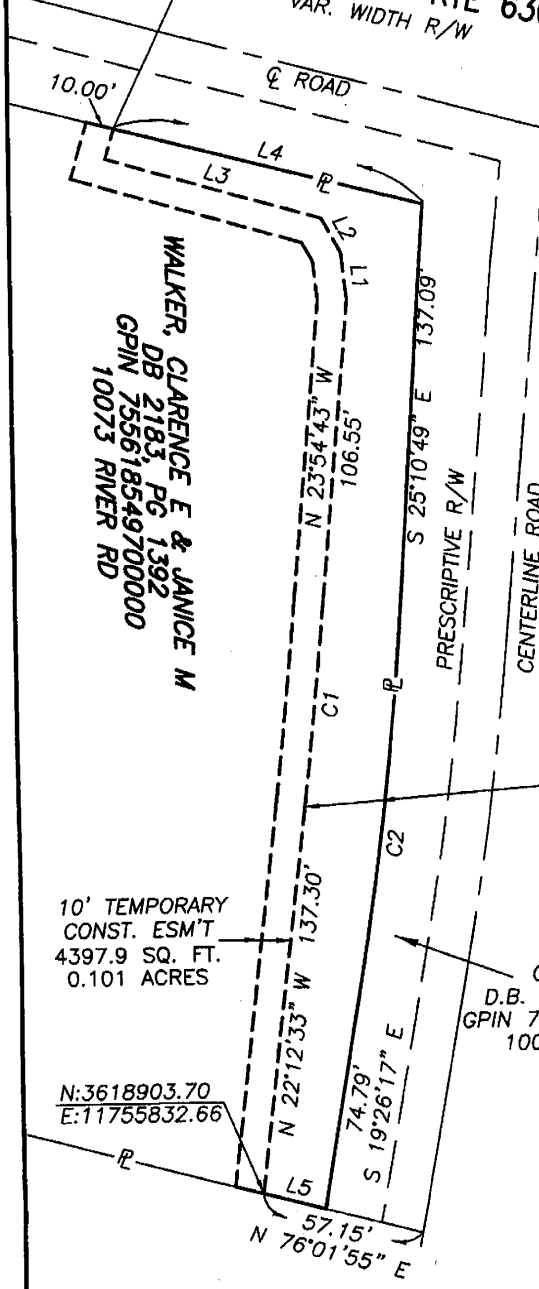 RTE 630
VAR. WIDTH R/W
℄ ROAD
10.00'
L4
℄
L3
L2
L1
WALKER, CLARENCE E & JANICE M
DB 2183, PG 1392
GPIN 755618549700000
10073 RIVER RD
N 23°54'43" W
106.55'
S 25°10'49" E 137.09'
PRESCRIPTIVE R/W
CENTERLINE ROAD
C1
℄
C2
10' TEMPORARY
CONST. ESM'T
4397.9 SQ. FT.
0.101 ACRES
N 22°12'33" W 137.30'
D.B.
GPIN 7
100
74.79'
S 19°26'17" E
N:3618903.70
E:11755832.66
℄
L5
57.15'
N 76°01'55" E